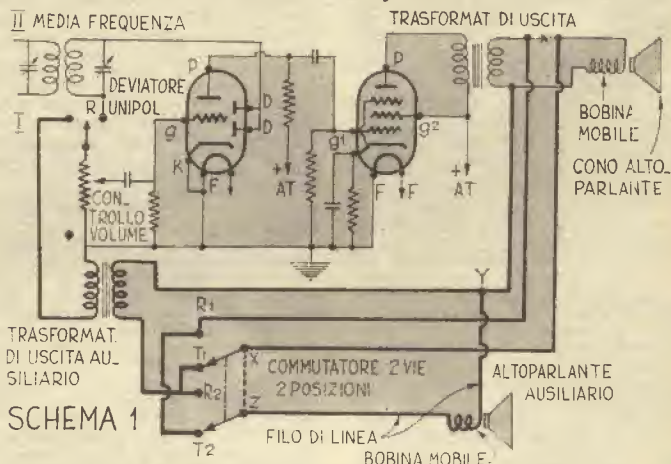 II MEDIA FREQUENZA
TRASFORMAT DI USCITA
A
DEVIATORE
UNIPOL
R
I
P
D
D
g
K
F
+
AT
P
g1
g2
F
F
+
AT
BOBINA
MOBILE
CONO ALTO-
PARLANTE
CON-
TROLLO
VOLUME
TRASFORMAT.
DI USCITA AU-
SILIARIO
R1
T1
R2
T2
X
Z
Y
COMMUTATORE 2 VIE
2 POSIZIONI
ALTOPARLANTE
AUSILIARIO
SCHEMA 1
FILO DI LINEA
BOBINA MOBILE.